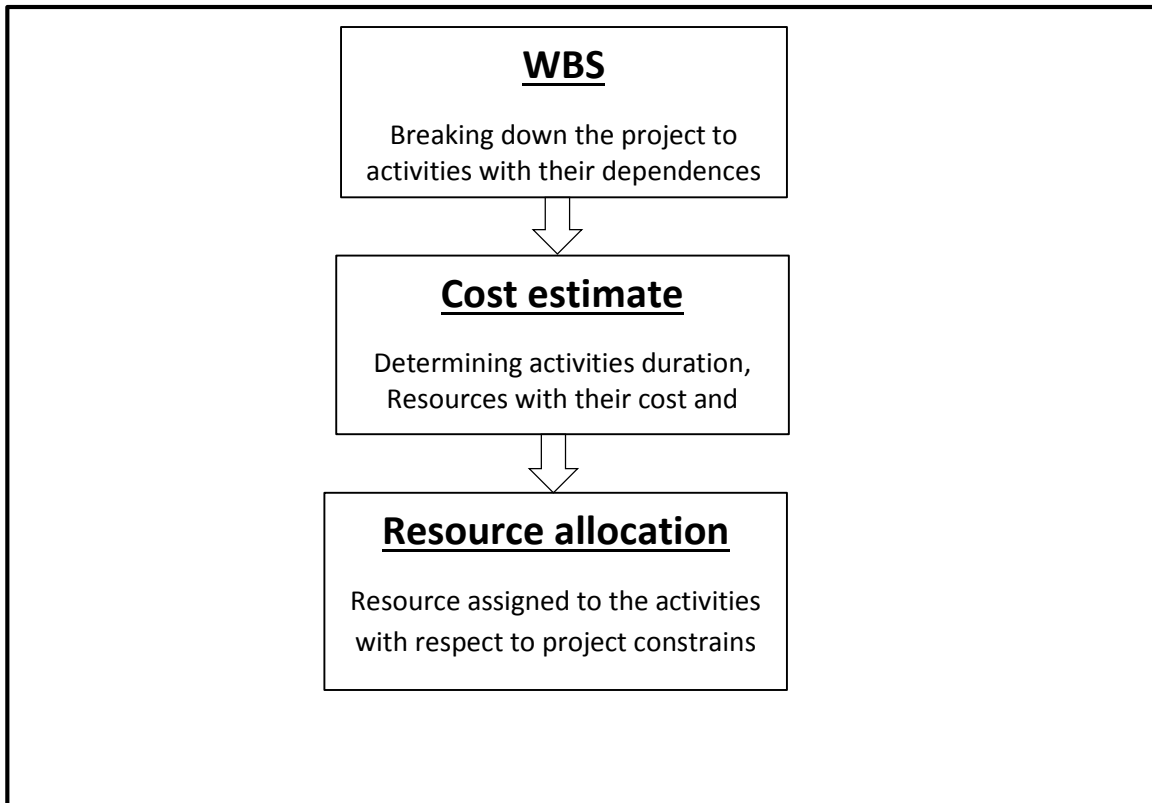 WBS
Breaking down the project to
activities with their dependences
Cost estimate
Determining activities duration,
Resources with their cost and
Resource allocation
Resource assigned to the activities
with respect to project constrains